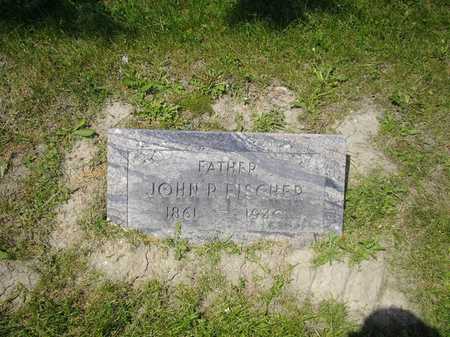 FATHER
JOHN P. FISCHER
1861